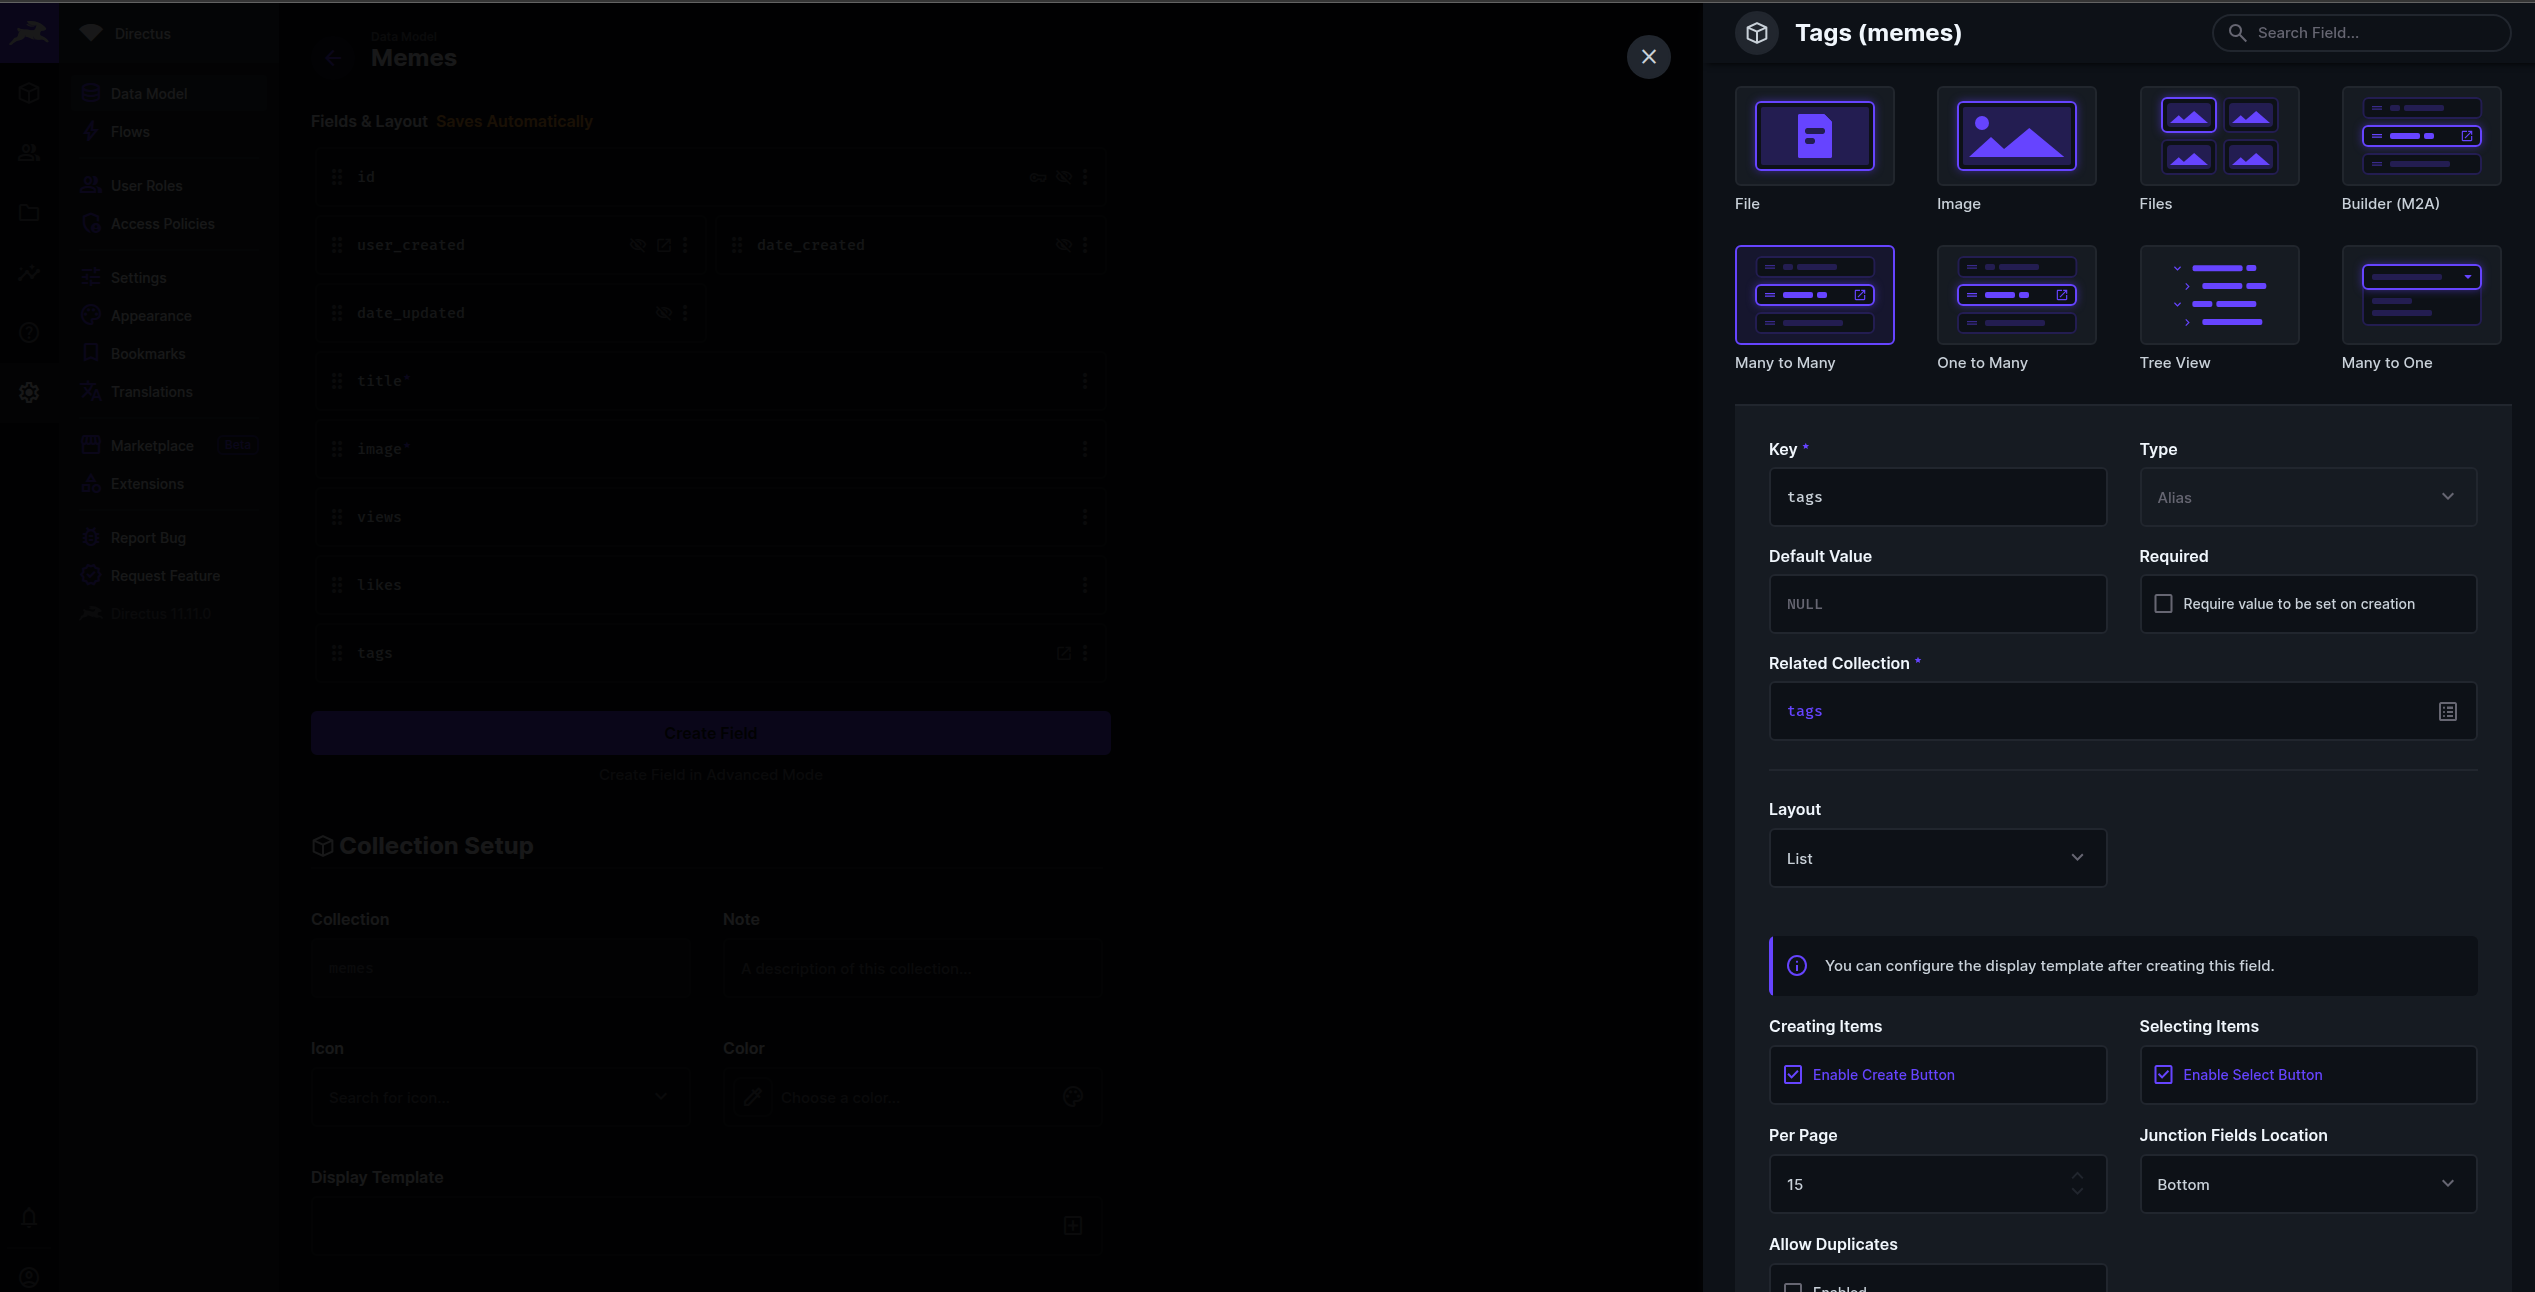 Directus
Data Model
Flows
User Roles
Access Policies
Settings
Appearance
Bookmarks
Translations
Marketplace Beta
Extensions
Report Bug
Request Feature
Directus 11.11.0
Data Model
Memes
Fields & Layout Saves Automatically
id
user_created date_created
date_updated
title*
image*
views
likes
tags
Create Field
Create Field in Advanced Mode
Collection Setup
Collection Note
memes A description of this collection...
Icon Color
Search for icon... Choose a color...
Display Template
Tags (memes)
Search Field...
File Image Files Builder (M2A)
Many to Many One to Many Tree View Many to One
Key * Type
tags Alias
Default Value Required
NULL Require value to be set on creation
Related Collection *
tags
Layout
List
You can configure the display template after creating this field.
Creating Items Selecting Items
Enable Create Button Enable Select Button
Per Page Junction Fields Location
15 Bottom
Allow Duplicates
Enabled